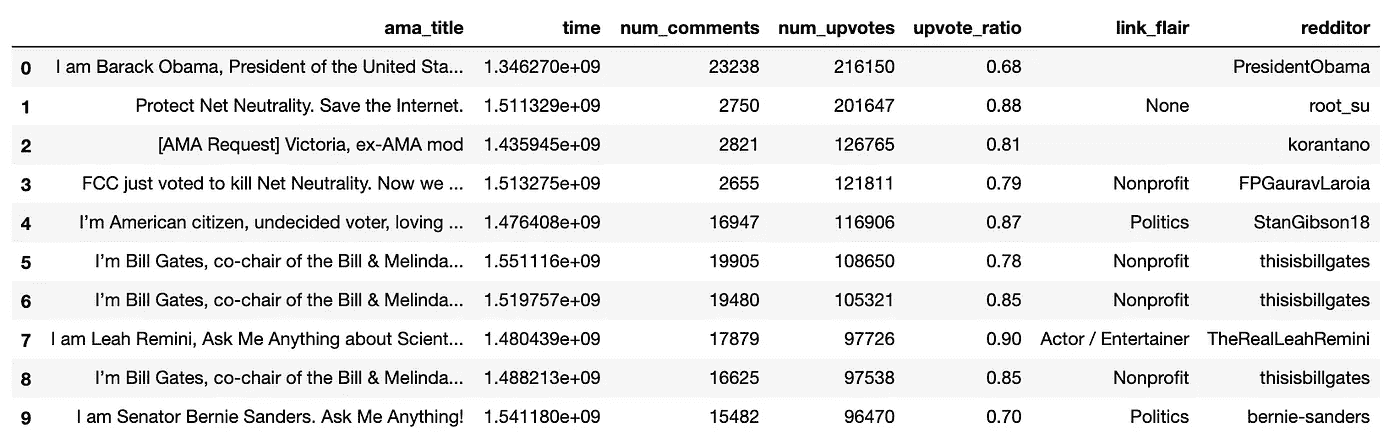 ama_title time num_comments num_upvotes upvote_ratio link_flair redditor
0 I am Barack Obama, President of the United Sta... 1.346270e+09 23238 216150 0.68 PresidentObama
1 Protect Net Neutrality. Save the Internet. 1.511329e+09 2750 201647 0.88 None root_su
2 [AMA Request] Victoria, ex-AMA mod 1.435945e+09 2821 126765 0.81 korantano
3 FCC just voted to kill Net Neutrality. Now we ... 1.513275e+09 2655 121811 0.79 Nonprofit FPGauravLaroia
4 I’m American citizen, undecided voter, loving ... 1.476408e+09 16947 116906 0.87 Politics StanGibson18
5 I’m Bill Gates, co-chair of the Bill & Melinda... 1.551116e+09 19905 108650 0.78 Nonprofit thisisbillgates
6 I’m Bill Gates, co-chair of the Bill & Melinda... 1.519757e+09 19480 105321 0.85 Nonprofit thisisbillgates
7 I am Leah Remini, Ask Me Anything about Scient... 1.480439e+09 17879 97726 0.90 Actor / Entertainer TheRealLeahRemini
8 I’m Bill Gates, co-chair of the Bill & Melinda... 1.488213e+09 16625 97538 0.85 Nonprofit thisisbillgates
9 I am Senator Bernie Sanders. Ask Me Anything! 1.541180e+09 15482 96470 0.70 Politics bernie-sanders